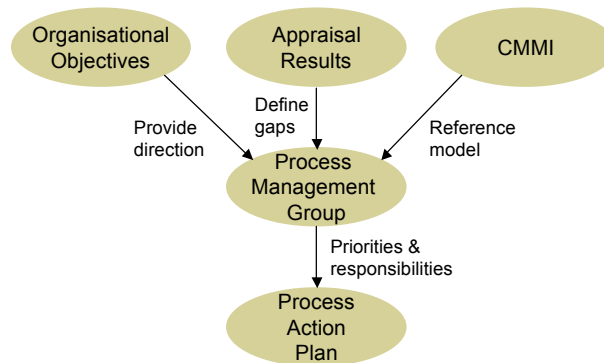 Organisational
Objectives
Appraisal
Results
CMMI
Provide
direction
Define
gaps
Reference
model
Process
Management
Group
Priorities &
responsibilities
Process
Action
Plan